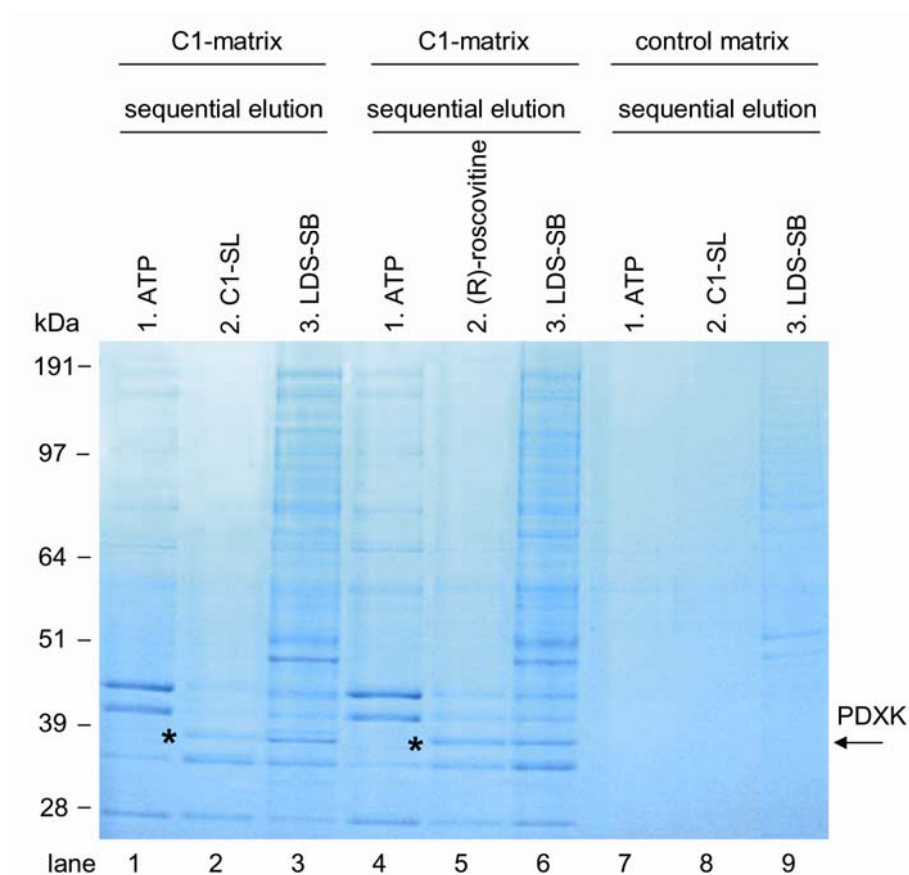 C1-matrix C1-matrix control matrix
sequential elution sequential elution sequential elution
1. ATP
2. C1-SL
3. LDS-SB
1. ATP
2. (R)-roscovitine
3. LDS-SB
1. ATP
2. C1-SL
3. LDS-SB
kDa
191–
97 –
64 –
51 –
39 –
28 –
*
*
PDXK
lane 1 2 3 4 5 6 7 8 9